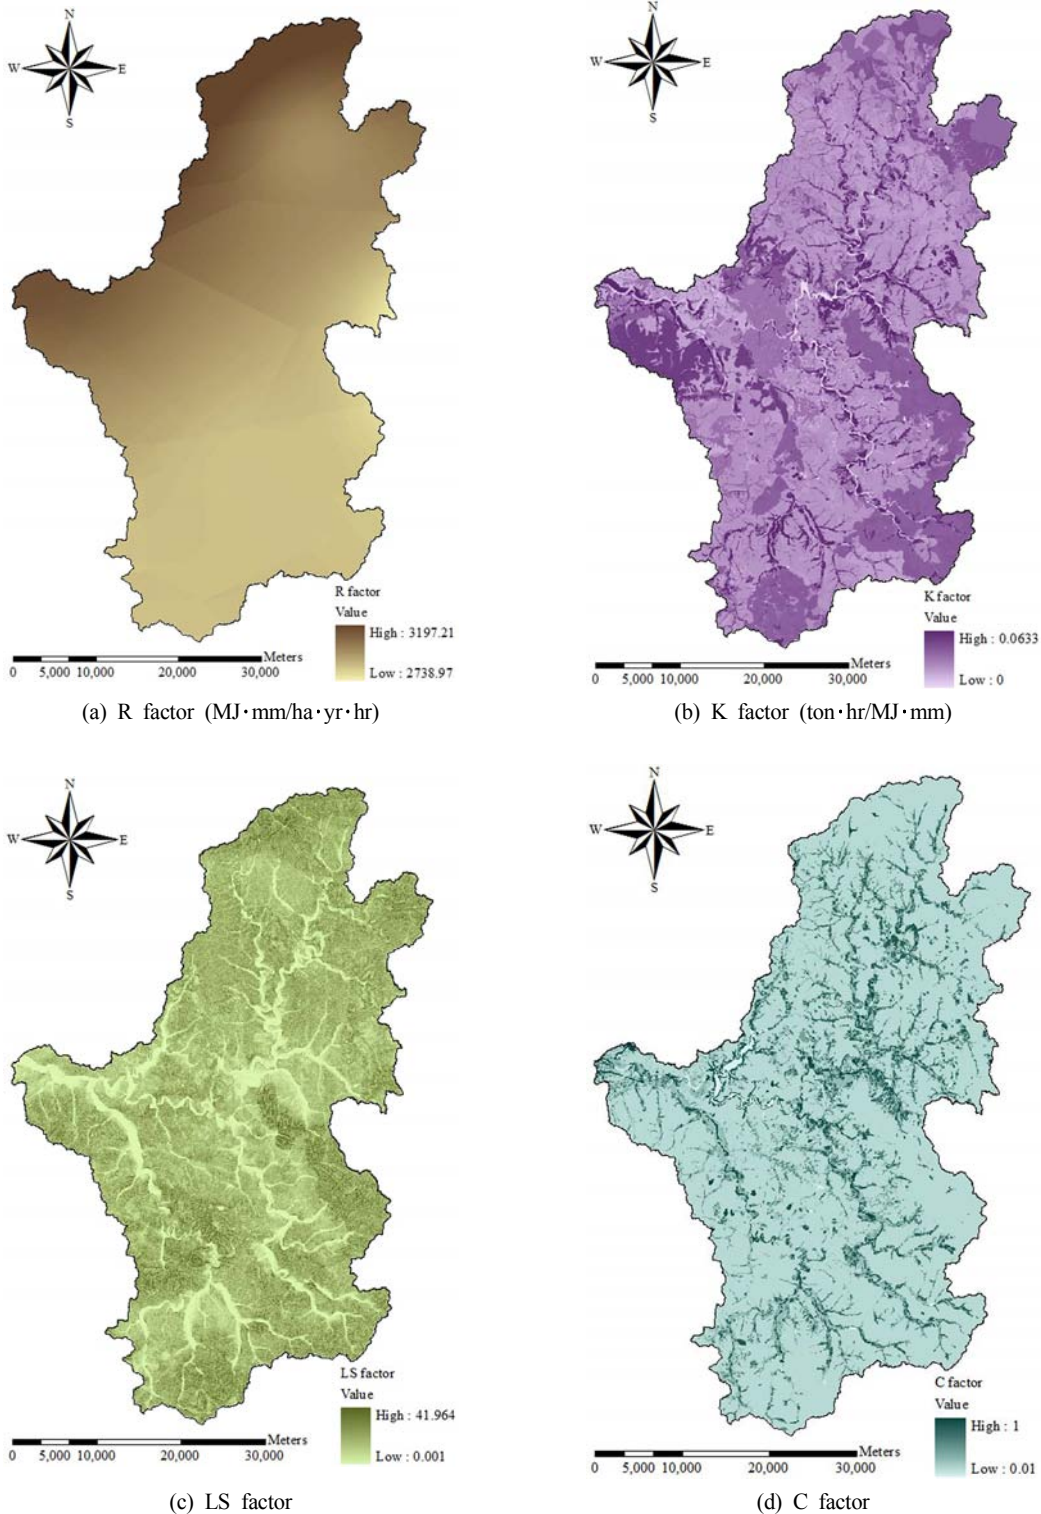 N
W E
S
R factor
Value
High : 3197.21
Low : 2738.97
Meters
0 5,000 10,000 20,000 30,000
(a) R factor (MJ·mm/ha·yr·hr)
N
W E
S
K factor
Value
High : 0.0633
Low : 0
Meters
0 5,000 10,000 20,000 30,000
(b) K factor (ton·hr/MJ·mm)
N
W E
S
LS factor
Value
High : 41.964
Low : 0.001
Meters
0 5,000 10,000 20,000 30,000
(c) LS factor
N
W E
S
C factor
Value
High : 1
Low : 0.01
Meters
0 5,000 10,000 20,000 30,000
(d) C factor